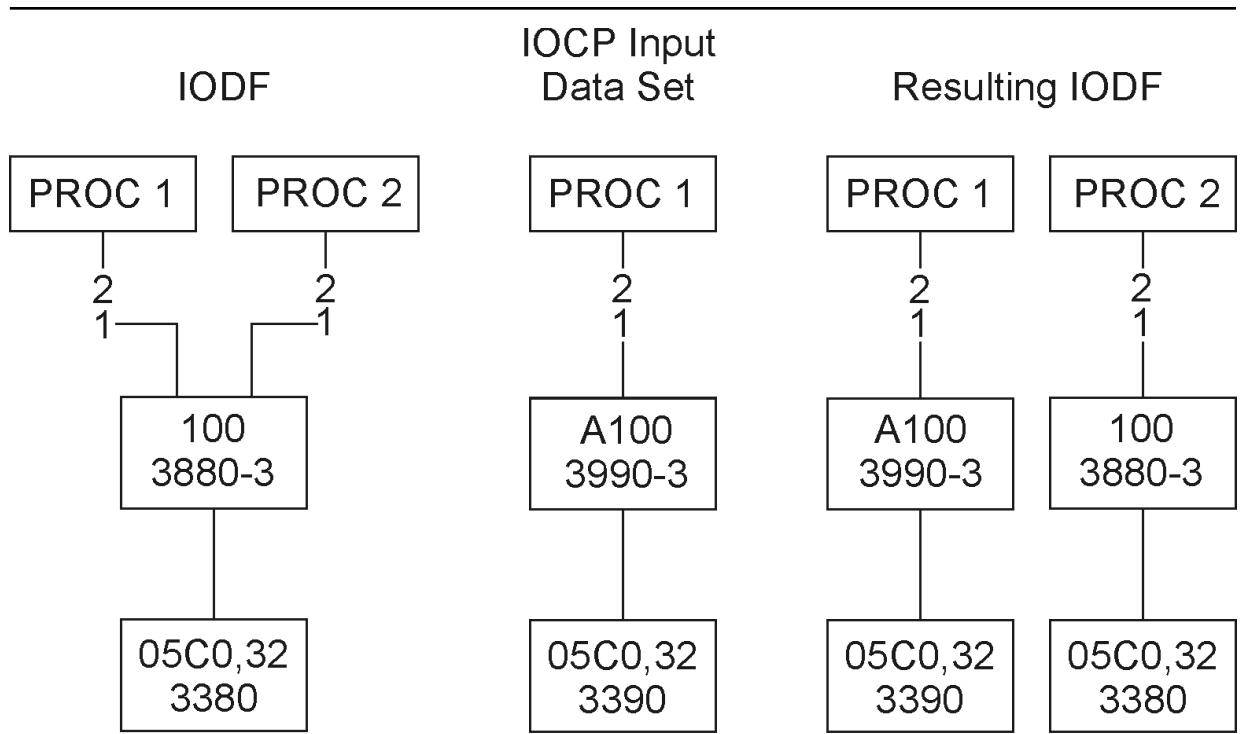 IODF
IOCP Input
Data Set
Resulting IODF
PROC 1
PROC 2
PROC 1
PROC 1
PROC 2
2
2
2
2
2
1
1
1
1
1
100
3880-3
A100
3990-3
A100
3990-3
100
3880-3
05C0,32
3380
05C0,32
3390
05C0,32
3390
05C0,32
3380